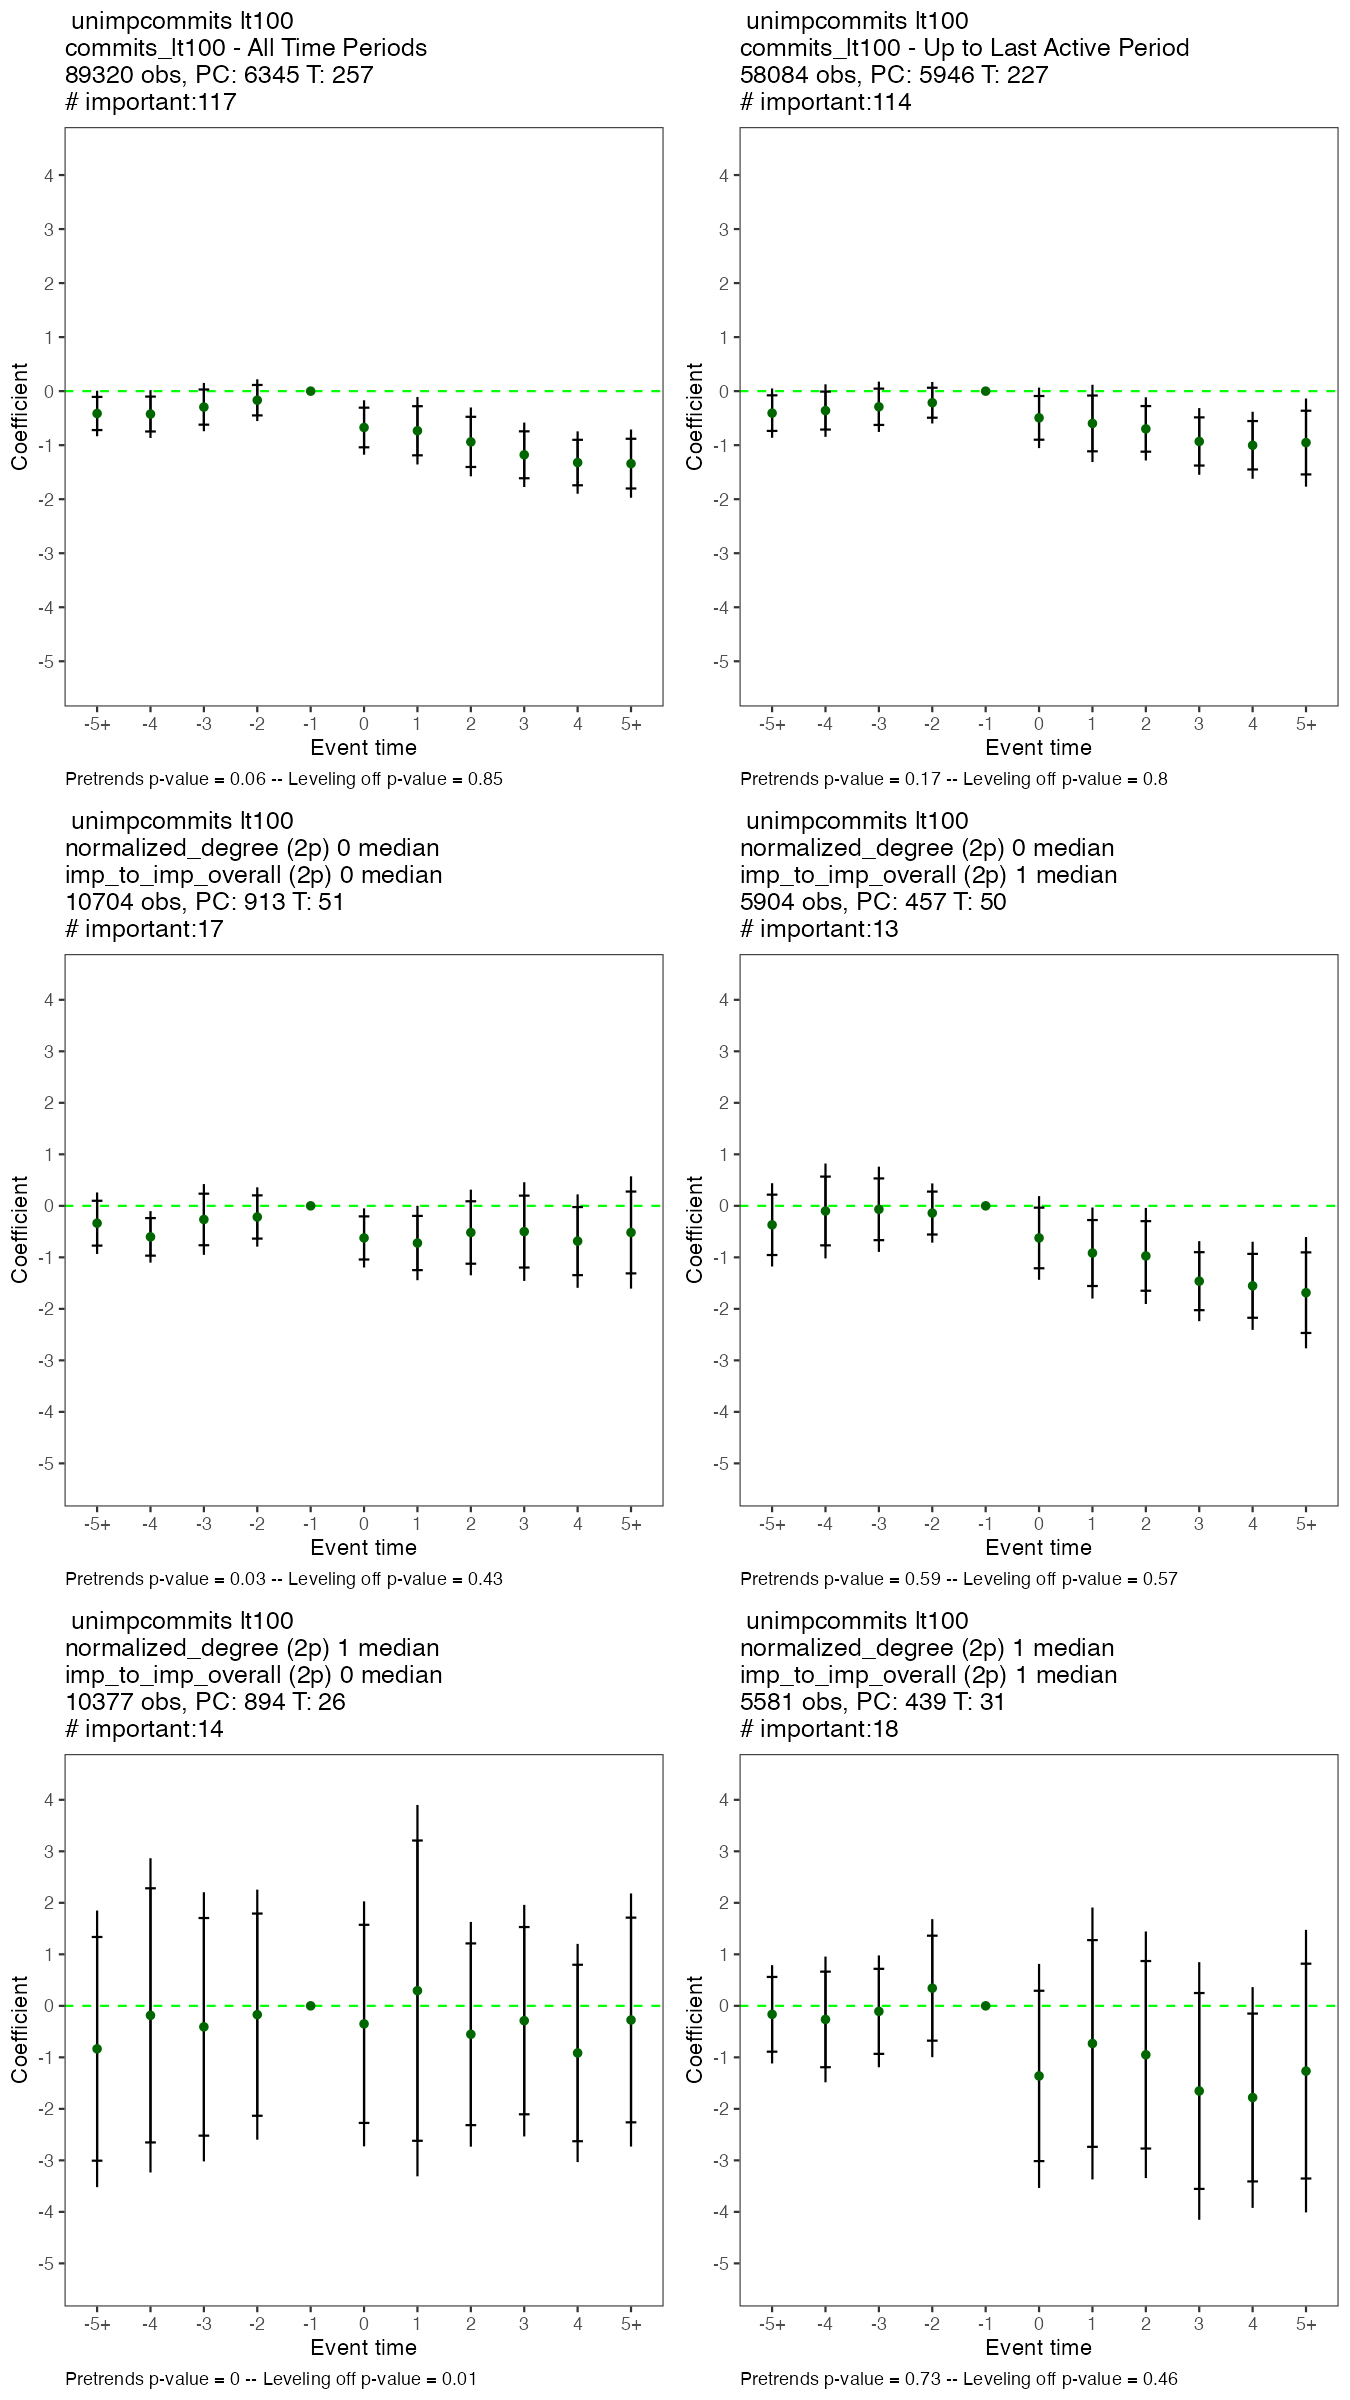 unimpcommits lt100
commits_lt100 - All Time Periods
89320 obs, PC: 6345 T: 257
# important:117
4
3
2
1
0
-1
-2
-3
-4
-5
Coefficient
-5+ -4 -3 -2 -1 0 1 2 3 4 5+
Event time
Pretrends p-value = 0.06 -- Leveling off p-value = 0.85
unimpcommits lt100
commits_lt100 - Up to Last Active Period
58084 obs, PC: 5946 T: 227
# important:114
4
3
2
1
0
-1
-2
-3
-4
-5
Coefficient
-5+ -4 -3 -2 -1 0 1 2 3 4 5+
Event time
Pretrends p-value = 0.17 -- Leveling off p-value = 0.8
unimpcommits lt100
normalized_degree (2p) 0 median
imp_to_imp_overall (2p) 0 median
10704 obs, PC: 913 T: 51
# important:17
4
3
2
1
0
-1
-2
-3
-4
-5
Coefficient
-5+ -4 -3 -2 -1 0 1 2 3 4 5+
Event time
Pretrends p-value = 0.03 -- Leveling off p-value = 0.43
unimpcommits lt100
normalized_degree (2p) 0 median
imp_to_imp_overall (2p) 1 median
5904 obs, PC: 457 T: 50
# important:13
4
3
2
1
0
-1
-2
-3
-4
-5
Coefficient
-5+ -4 -3 -2 -1 0 1 2 3 4 5+
Event time
Pretrends p-value = 0.59 -- Leveling off p-value = 0.57
unimpcommits lt100
normalized_degree (2p) 1 median
imp_to_imp_overall (2p) 0 median
10377 obs, PC: 894 T: 26
# important:14
4
3
2
1
0
-1
-2
-3
-4
-5
Coefficient
-5+ -4 -3 -2 -1 0 1 2 3 4 5+
Event time
Pretrends p-value = 0 -- Leveling off p-value = 0.01
unimpcommits lt100
normalized_degree (2p) 1 median
imp_to_imp_overall (2p) 1 median
5581 obs, PC: 439 T: 31
# important:18
4
3
2
1
0
-1
-2
-3
-4
-5
Coefficient
-5+ -4 -3 -2 -1 0 1 2 3 4 5+
Event time
Pretrends p-value = 0.73 -- Leveling off p-value = 0.46